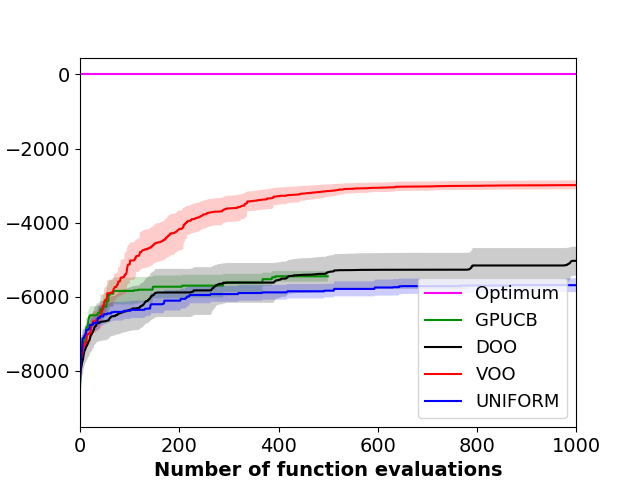 0
−2000
−4000
−6000
−8000
Optimum
GPUCB
DOO
VOO
UNIFORM
0 200 400 600 800 1000
Number of function evaluations